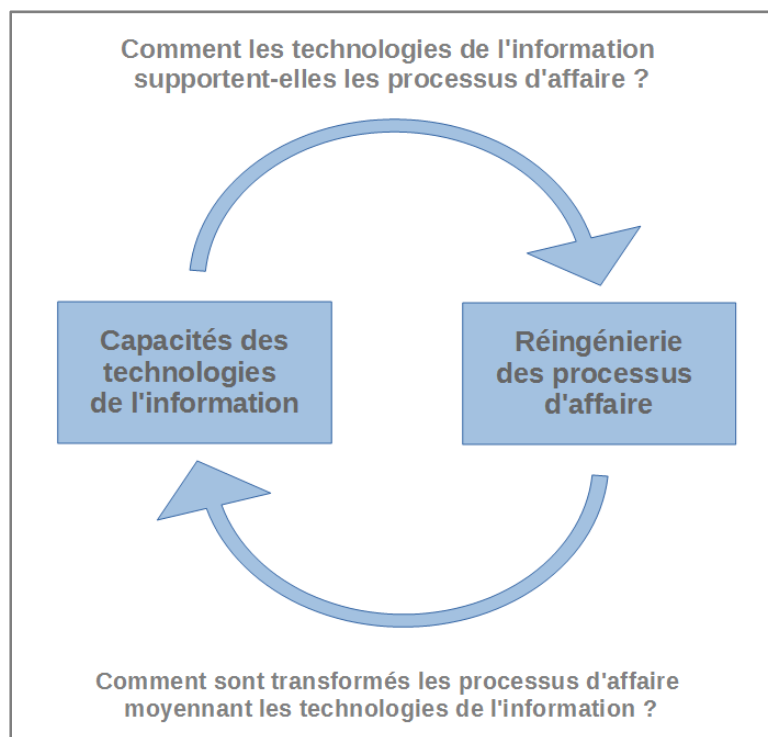 Comment les technologies de l'information
supportent-elles les processus d'affaire ?
Capacités des
technologies
de l'information
Réingénierie
des processus
d'affaire
Comment sont transformés les processus d'affaire
moyennant les technologies de l'information ?